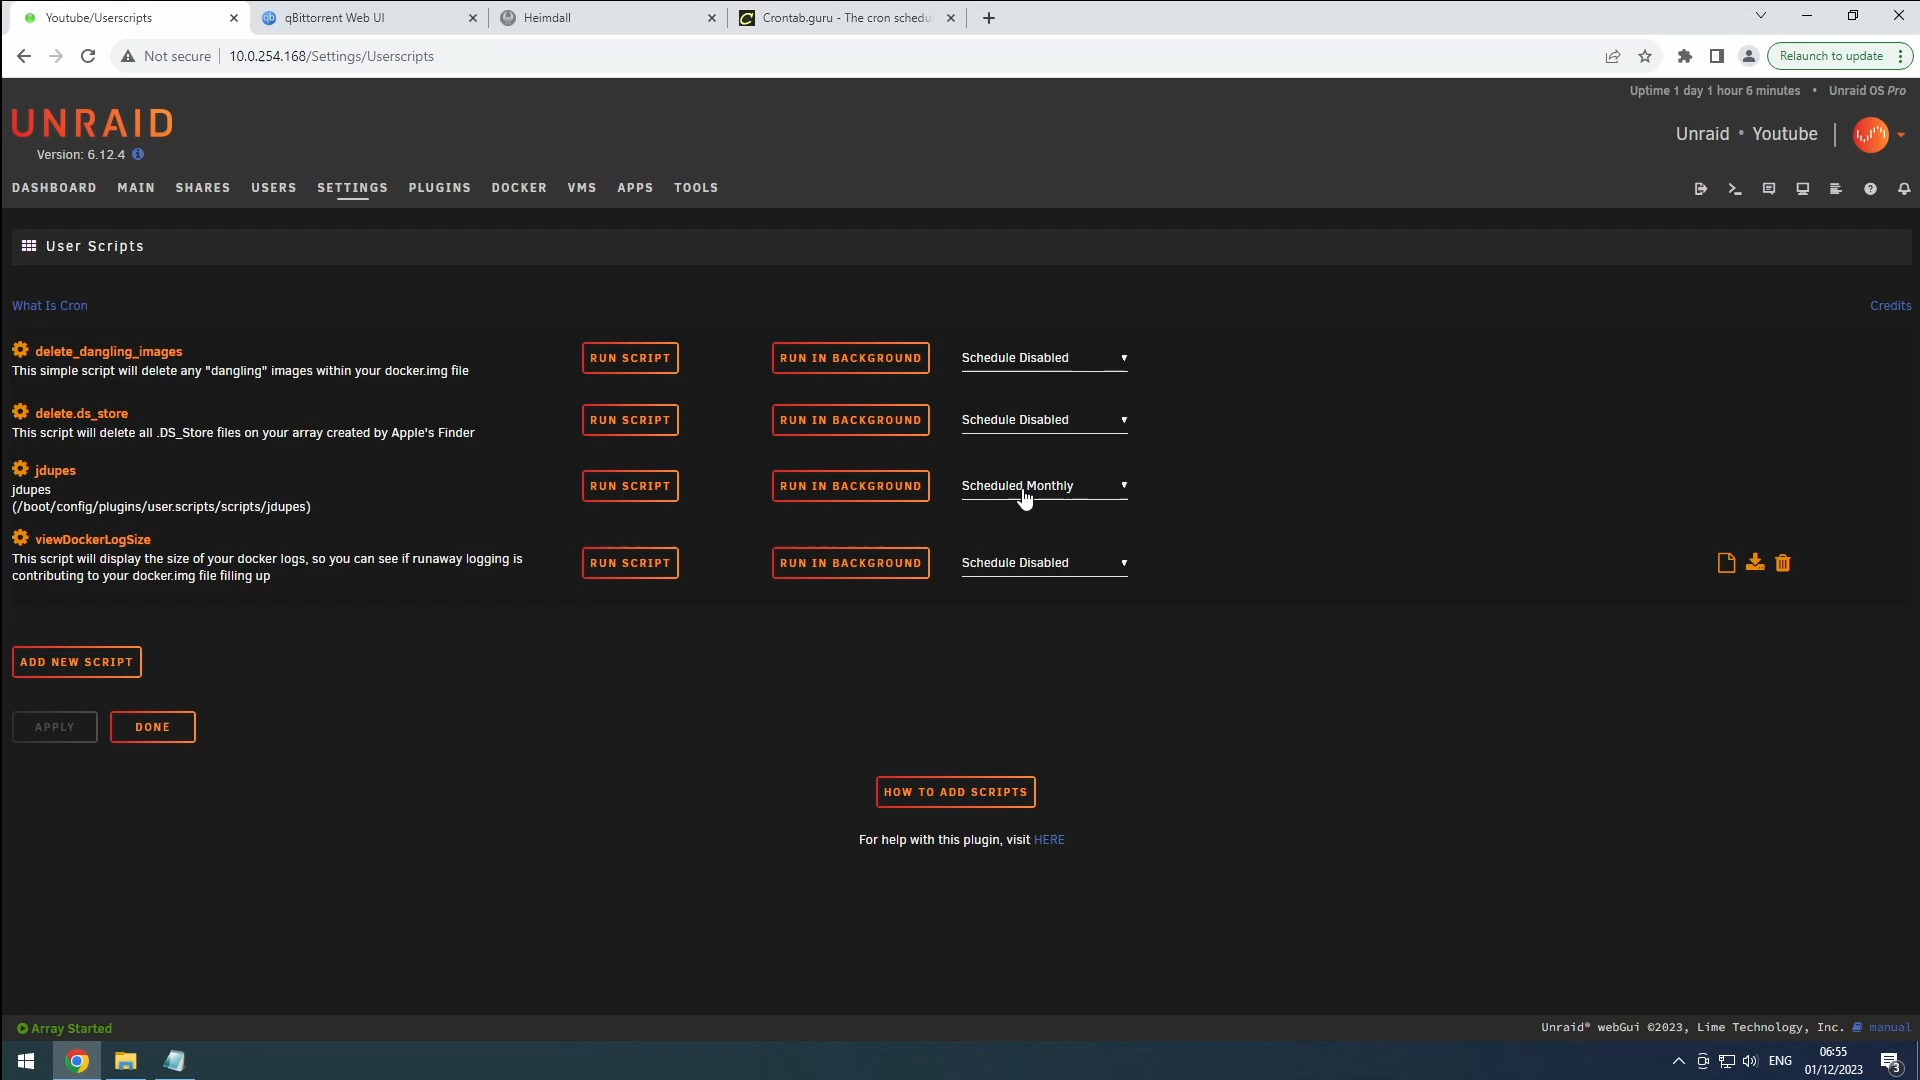 Youtube/Userscripts
qBittorrent Web UI
Heimdall
Crontab.guru - The cron schedu
Not secure
10.0.254.168/Settings/Userscripts
Relaunch to update
Uptime 1 day 1 hour 6 minutes • Unraid OS Pro
UNRAID
Version: 6.12.4
Unraid • Youtube
DASHBOARD MAIN SHARES USERS SETTINGS PLUGINS DOCKER VMS APPS TOOLS
User Scripts
What Is Cron
Credits
delete_dangling_images
This simple script will delete any "dangling" images within your docker.img file
RUN SCRIPT
RUN IN BACKGROUND
Schedule Disabled
delete.ds_store
This script will delete all .DS_Store files on your array created by Apple's Finder
RUN SCRIPT
RUN IN BACKGROUND
Schedule Disabled
jdupes
jdupes
(/boot/config/plugins/user.scripts/scripts/jdupes)
RUN SCRIPT
RUN IN BACKGROUND
Scheduled Monthly
viewDockerLogSize
This script will display the size of your docker logs, so you can see if runaway logging is
contributing to your docker.img file filling up
RUN SCRIPT
RUN IN BACKGROUND
Schedule Disabled
ADD NEW SCRIPT
APPLY
DONE
HOW TO ADD SCRIPTS
For help with this plugin, visit HERE
Array Started
Unraid® webGui ©2023, Lime Technology, Inc. manual
ENG
06:55
01/12/2023
3